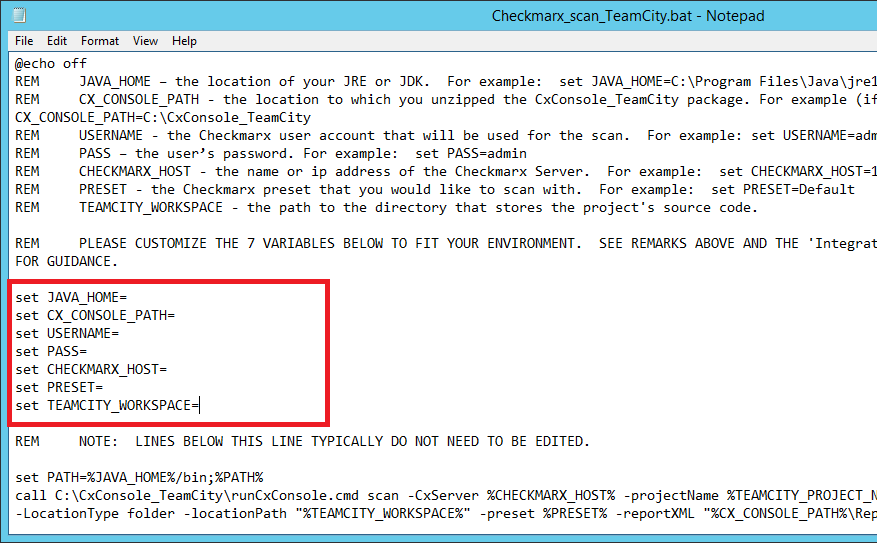 Checkmarx_scan_TeamCity.bat - Notepad
File Edit Format View Help
@echo off
REM JAVA_HOME – the location of your JRE or JDK. For example: set JAVA_HOME=C:\Program Files\Java\jre1
REM CX_CONSOLE_PATH - the location to which you unzipped the CxConsole_TeamCity package. For example (if
CX_CONSOLE_PATH=C:\CxConsole_TeamCity
REM USERNAME - the Checkmarx user account that will be used for the scan. For example: set USERNAME=adm
REM PASS – the user’s password. For example: set PASS=admin
REM CHECKMARX_HOST - the name or ip address of the Checkmarx Server. For example: set CHECKMARX_HOST=1
REM PRESET - the Checkmarx preset that you would like to scan with. For example: set PRESET=Default
REM TEAMCITY_WORKSPACE - the path to the directory that stores the project's source code.
REM PLEASE CUSTOMIZE THE 7 VARIABLES BELOW TO FIT YOUR ENVIRONMENT. SEE REMARKS ABOVE AND THE 'Integrat
FOR GUIDANCE.
set JAVA_HOME=
set CX_CONSOLE_PATH=
set USERNAME=
set PASS=
set CHECKMARX_HOST=
set PRESET=
set TEAMCITY_WORKSPACE=
REM NOTE: LINES BELOW THIS LINE TYPICALLY DO NOT NEED TO BE EDITED.
set PATH=%JAVA_HOME%/bin;%PATH%
call C:\CxConsole_TeamCity\runCxConsole.cmd scan -CxServer %CHECKMARX_HOST% -projectName %TEAMCITY_PROJECT_N
-LocationType folder -locationPath "%TEAMCITY_WORKSPACE%" -preset %PRESET% -reportXML "%CX_CONSOLE_PATH%\Rep